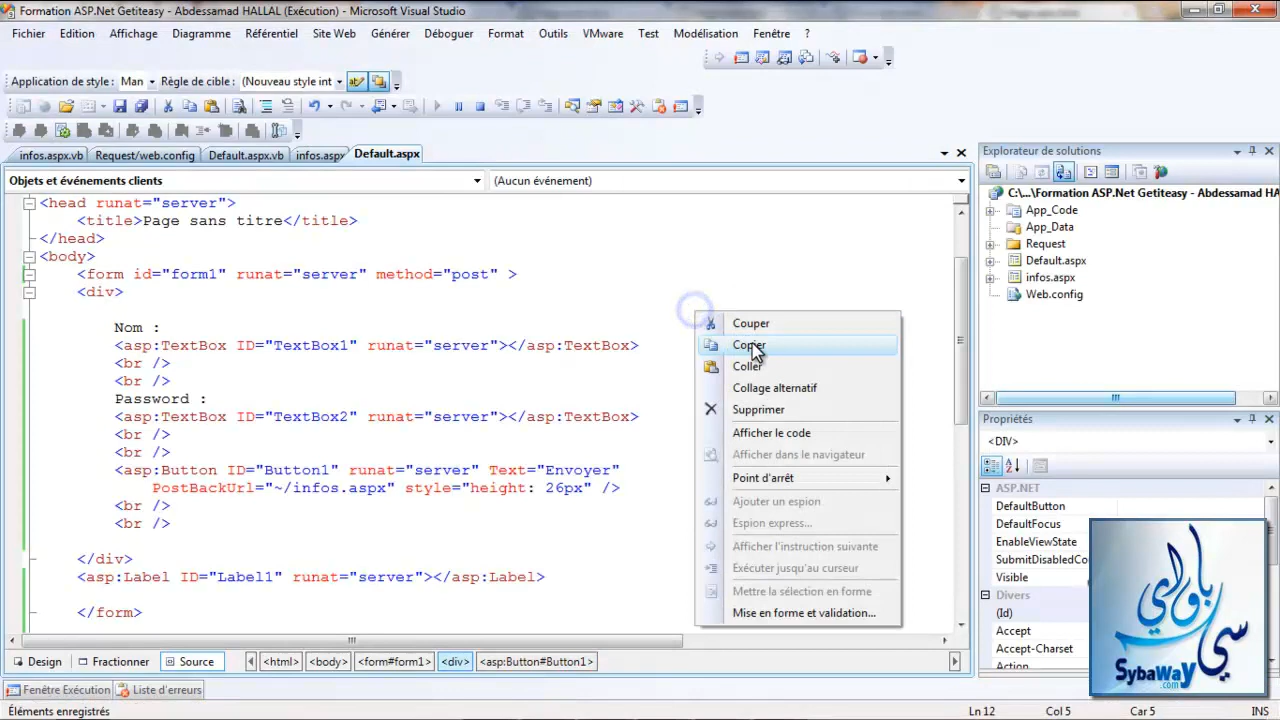 Formation ASP.Net Getiteasy - Abdessamad HALLAL (Exécution) - Microsoft Visual Studio
Fichier Edition Affichage Diagramme Référentiel Site Web Générer Déboguer Format Outils VMware Test Modélisation Fenêtre ?
Application de style : Man Règle de cible : (Nouveau style int
infos.aspx.vb Request/web.config Default.aspx.vb infos.aspx Default.aspx
Objets et événements clients (Aucun événement)
<head runat="server">
<title>Page sans titre</title>
</head>
<body>
<form id="form1" runat="server" method="post" >
<div>
Nom :
<asp:TextBox ID="TextBox1" runat="server"></asp:TextBox>
<br />
<br />
Password :
<asp:TextBox ID="TextBox2" runat="server"></asp:TextBox>
<br />
<br />
<asp:Button ID="Button1" runat="server" Text="Envoyer"
PostBackUrl="~/infos.aspx" style="height: 26px" />
<br />
<br />
</div>
<asp:Label ID="Label1" runat="server"></asp:Label>
</form>
Couper
Copier
Coller
Collage alternatif
Supprimer
Afficher le code
Afficher dans le navigateur
Point d'arrêt
Ajouter un espion
Espion express...
Afficher l'instruction suivante
Exécuter jusqu'au curseur
Mettre la sélection en forme
Mise en forme et validation...
Explorateur de solutions
C:\...\Formation ASP.Net Getiteasy - Abdessamad HAL
App_Code
App_Data
Request
Default.aspx
infos.aspx
Web.config
Propriétés
<DIV>
ASP.NET
DefaultButton
DefaultFocus
EnableViewState
SubmitDisabledCo
Visible
Divers
(Id)
Accept
Accept-Charset
Action
سي باواي
SybaWay
.com
Design Fractionner Source <html> <body> <form#form1> <div> <asp:Button#Button1>
Fenêtre Exécution Liste d'erreurs
Éléments enregistrés Ln 12 Col 5 Car 5 INS